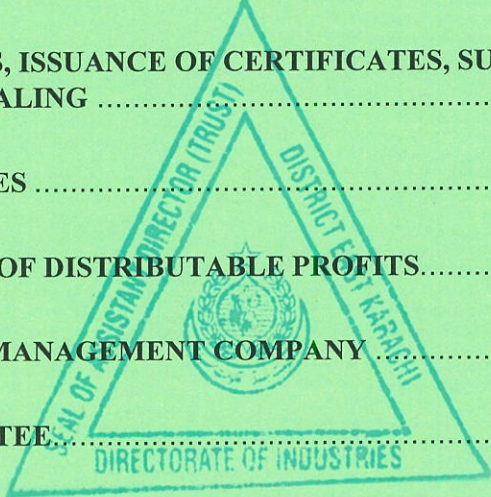 S, ISSUANCE OF CERTIFICATES, SU
ALING ..................................................
ES ..................................................
OF DISTRIBUTABLE PROFITS..................
MANAGEMENT COMPANY ..................
TEE..................................................
SEAL OF ASSISTANT DIRECTOR (TRUST)
DISTRICT EAST KARACHI
DIRECTORATE OF INDUSTRIES